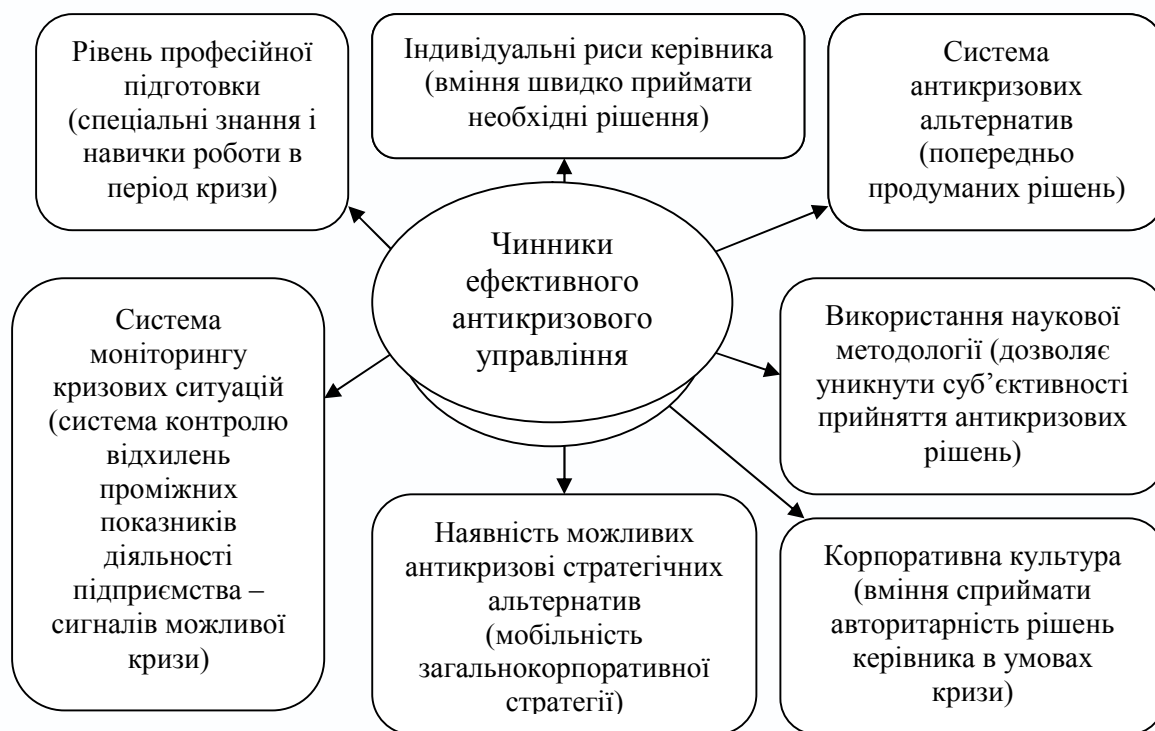 Рівень професійної
підготовки
(спеціальні знання і
навички роботи в
період кризи)
Індивідуальні риси керівника
(вміння швидко приймати
необхідні рішення)
Система
антикризових
альтернатив
(попередньо
продуманих рішень)
Чинники
ефективного
антикризового
управління
Система
моніторингу
кризових ситуацій
(система контролю
відхилень
проміжних
показників
діяльності
підприємства –
сигналів можливої
кризи)
Використання наукової
методології (дозволяє
уникнути суб’єктивності
прийняття антикризових
рішень)
Наявність можливих
антикризові стратегічних
альтернатив
(мобільність
загальнокорпоративної
стратегії)
Корпоративна культура
(вміння сприймати
авторитарність рішень
керівника в умовах
кризи)